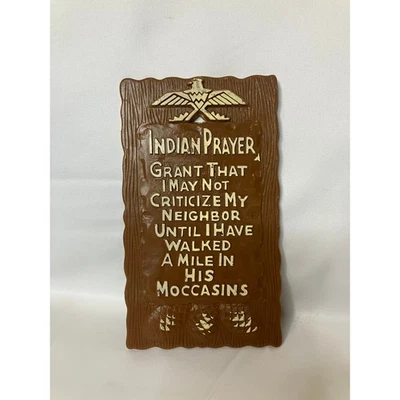 INDIAN PRAYER
GRANT THAT
I MAY NOT
CRITICIZE MY
NEIGHBOR
UNTIL I HAVE
WALKED
A MILE IN
HIS
MOCCASINS